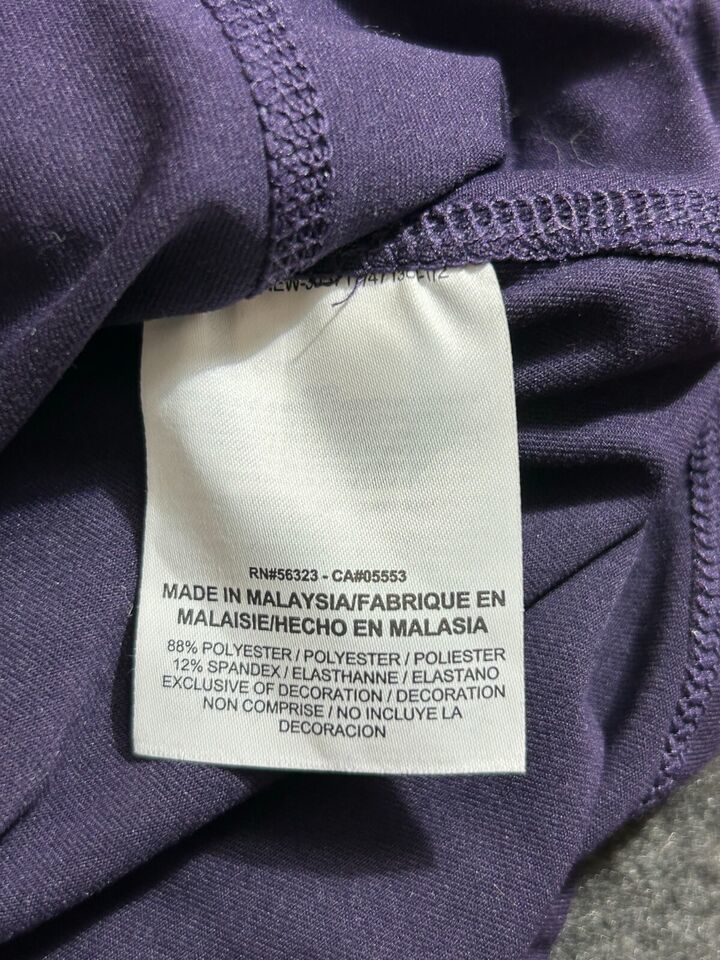 RN#56323 - CA#05553
MADE IN MALAYSIA/FABRIQUE EN
MALAISIE/HECHO EN MALASIA
88% POLYESTER / POLYESTER / POLIESTER
12% SPANDEX / ELASTHANNE / ELASTANO
EXCLUSIVE OF DECORATION / DECORATION
NON COMPRISE / NO INCLUYE LA
DECORACION